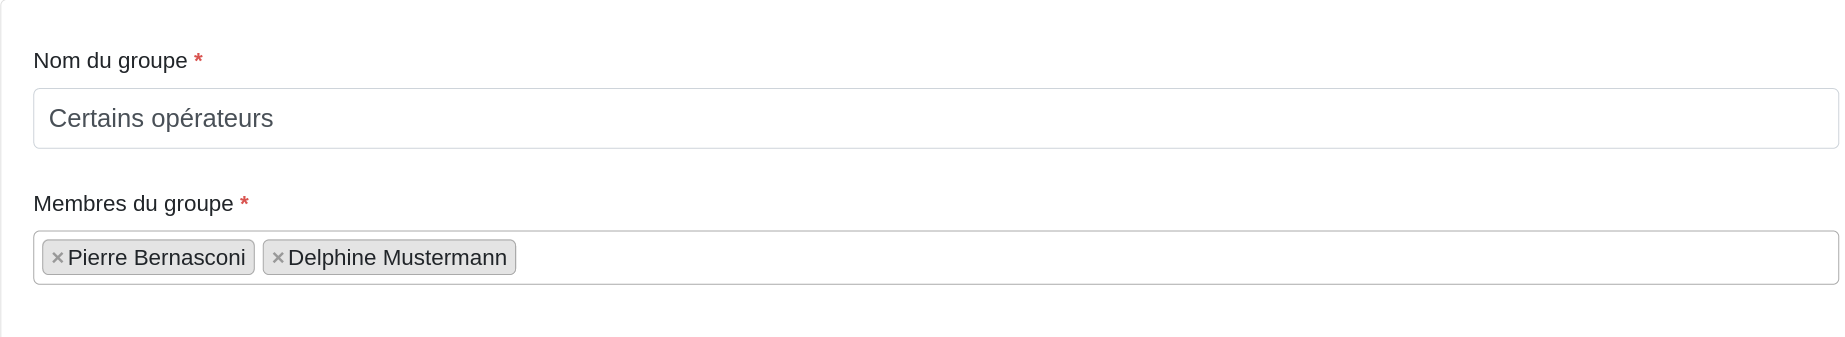 Nom du groupe *
Certains opérateurs
Membres du groupe *
×Pierre Bernasconi ×Delphine Mustermann